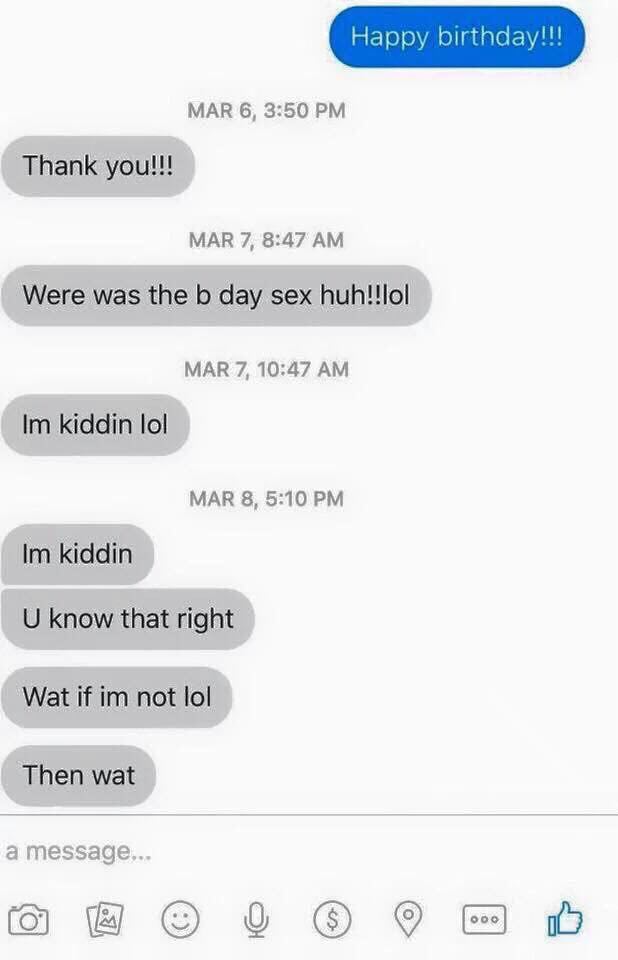 Happy birthday!!!
MAR 6, 3:50 PM
Thank you!!!
MAR 7, 8:47 AM
Were was the b day sex huh!!lol
MAR 7, 10:47 AM
Im kiddin lol
MAR 8, 5:10 PM
Im kiddin
U know that right
Wat if im not lol
Then wat
a message...
$